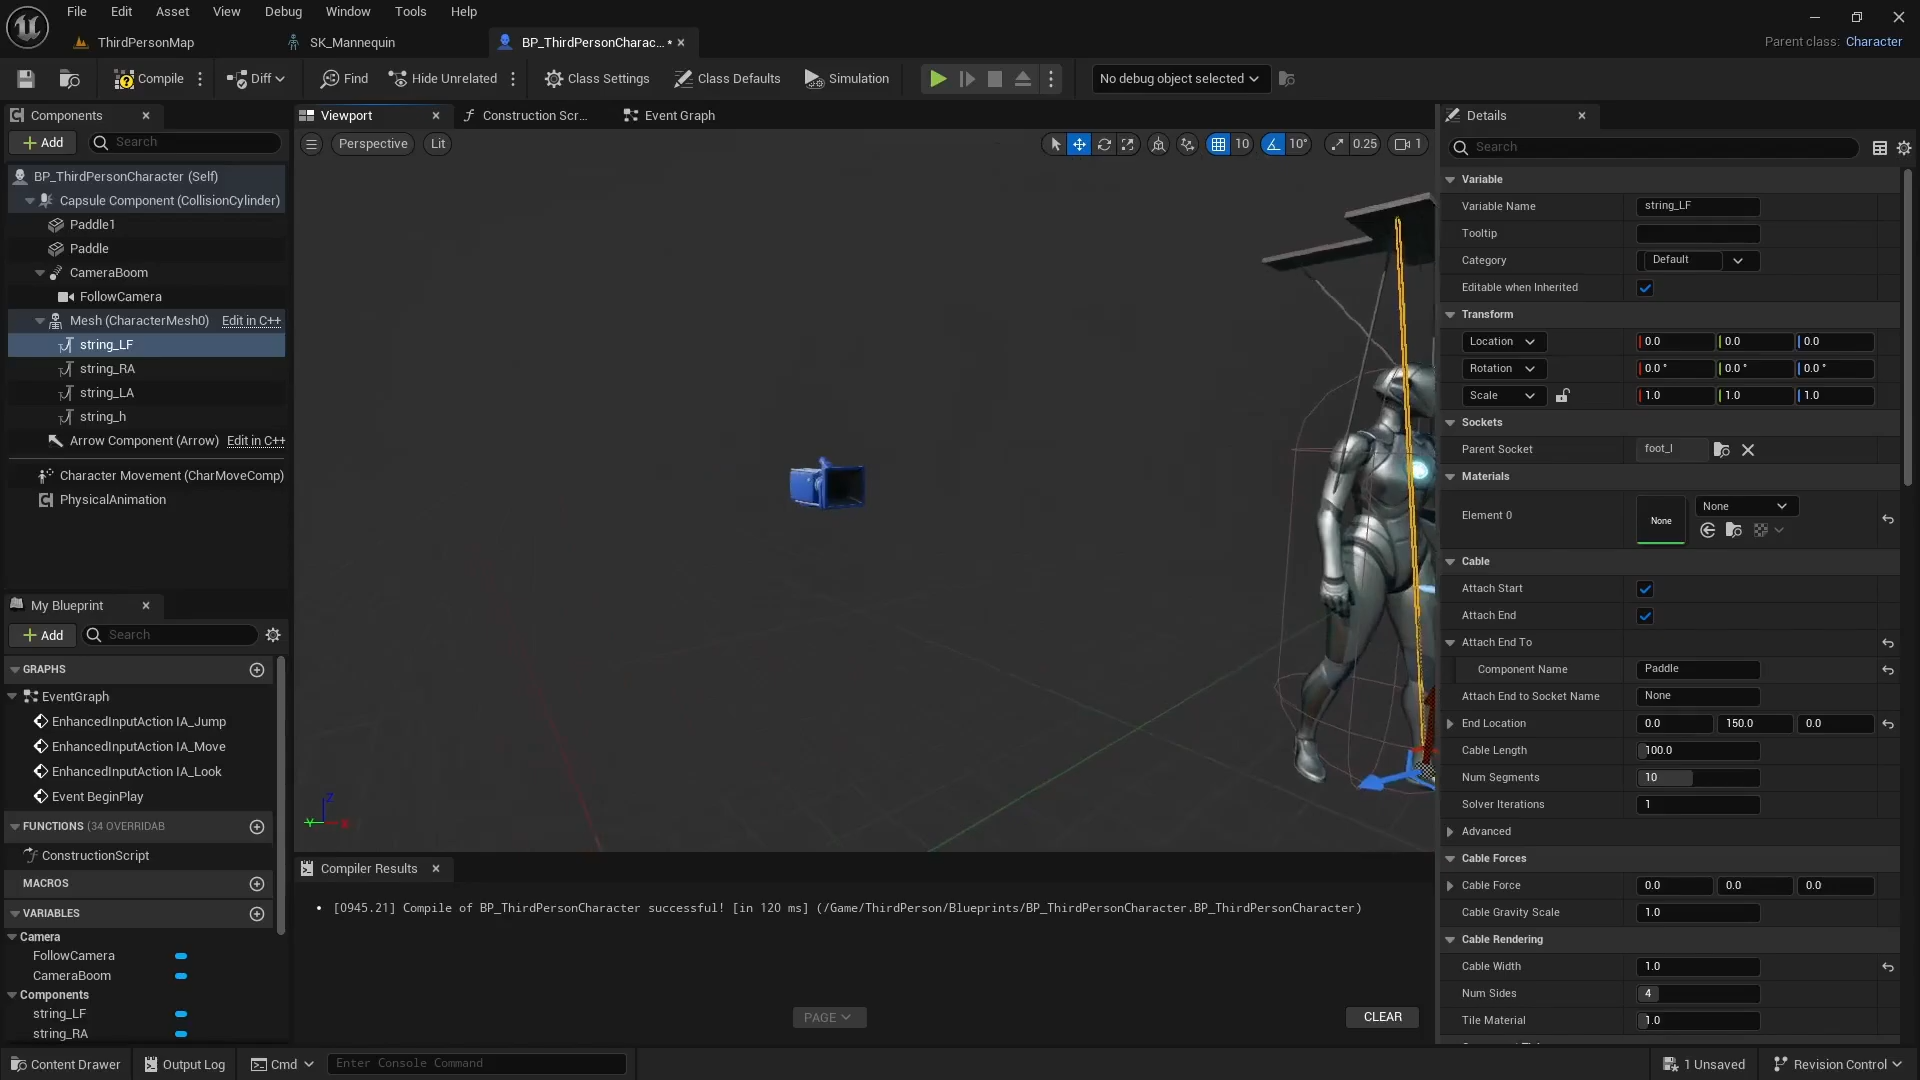 File Edit Asset View Debug Window Tools Help
ThirdPersonMap SK_Mannequin BP_ThirdPersonCharac... •
Parent class: Character
Compile Diff Find Hide Unrelated Class Settings Class Defaults Simulation No debug object selected
Components
Add Search
BP_ThirdPersonCharacter (Self)
Capsule Component (CollisionCylinder)
Paddle1
Paddle
CameraBoom
FollowCamera
Mesh (CharacterMesh0) Edit in C++
string_LF
string_RA
string_LA
string_h
Arrow Component (Arrow) Edit in C++
Character Movement (CharMoveComp)
PhysicalAnimation
My Blueprint
Add Search
GRAPHS
EventGraph
EnhancedInputAction IA_Jump
EnhancedInputAction IA_Move
EnhancedInputAction IA_Look
Event BeginPlay
FUNCTIONS (34 OVERRIDAB
ConstructionScript
MACROS
VARIABLES
Camera
FollowCamera
CameraBoom
Components
string_LF
string_RA
Viewport Construction Scr... Event Graph
Perspective Lit 10 10° 0.25 1
Z
Y X
Compiler Results
• [0945.21] Compile of BP_ThirdPersonCharacter successful! [in 120 ms] (/Game/ThirdPerson/Blueprints/BP_ThirdPersonCharacter.BP_ThirdPersonCharacter)
PAGE CLEAR
Details
Search
Variable
Variable Name string_LF
Tooltip
Category Default
Editable when Inherited
Transform
Location 0.0 0.0 0.0
Rotation 0.0 ° 0.0 ° 0.0 °
Scale 1.0 1.0 1.0
Sockets
Parent Socket foot_l
Materials
Element 0 None None
Cable
Attach Start
Attach End
Attach End To
Component Name Paddle
Attach End to Socket Name None
End Location 0.0 150.0 0.0
Cable Length 100.0
Num Segments 10
Solver Iterations 1
Advanced
Cable Forces
Cable Force 0.0 0.0 0.0
Cable Gravity Scale 1.0
Cable Rendering
Cable Width 1.0
Num Sides 4
Tile Material 1.0
Content Drawer Output Log Cmd Enter Console Command 1 Unsaved Revision Control